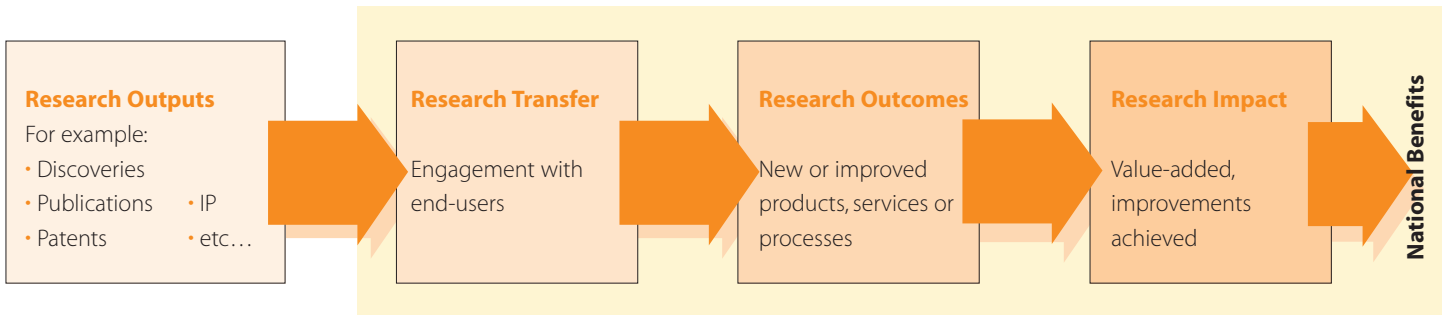 Research Outputs
For example:
• Discoveries
• Publications • IP
• Patents • etc…
Research Transfer
Engagement with
end-users
Research Outcomes
New or improved
products, services or
processes
Research Impact
Value-added,
improvements
achieved
National Benefits